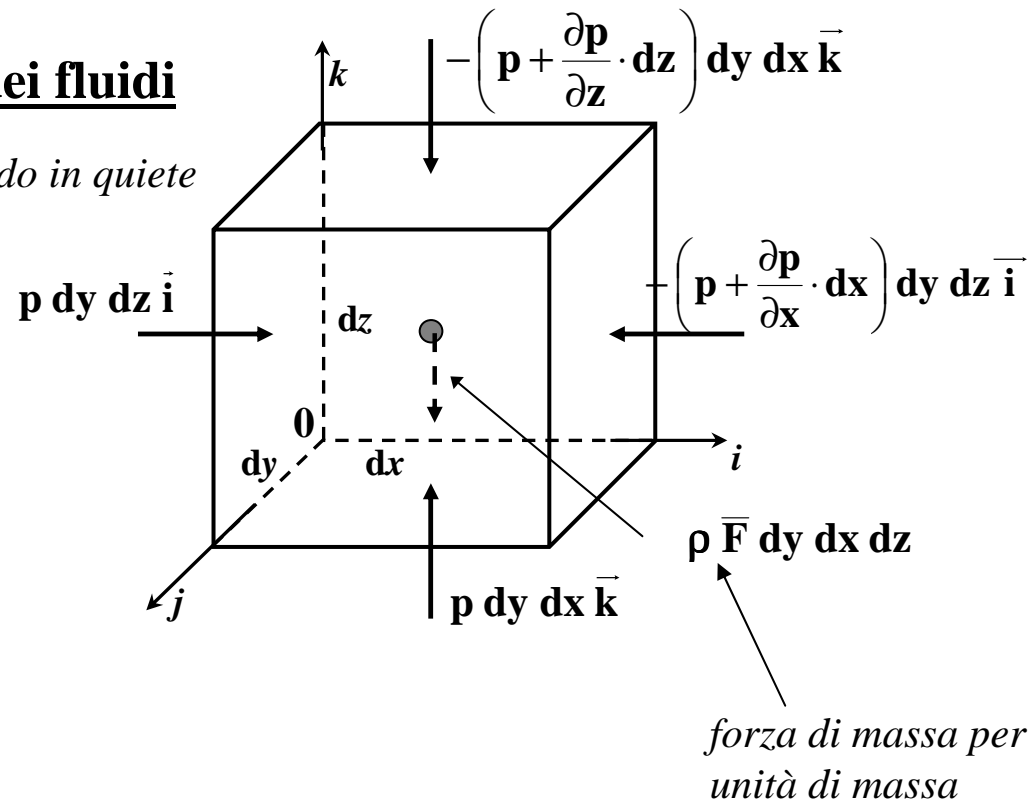 ei fluidi
do in quiete
k
−(p + ∂p/∂z · dz) dy dx k⃗
p dy dz i⃗
−(p + ∂p/∂x · dx) dy dz i⃗
dz
0
dy
dx
i
ρ F̅ dy dx dz
j
p dy dx k⃗
forza di massa per
unità di massa